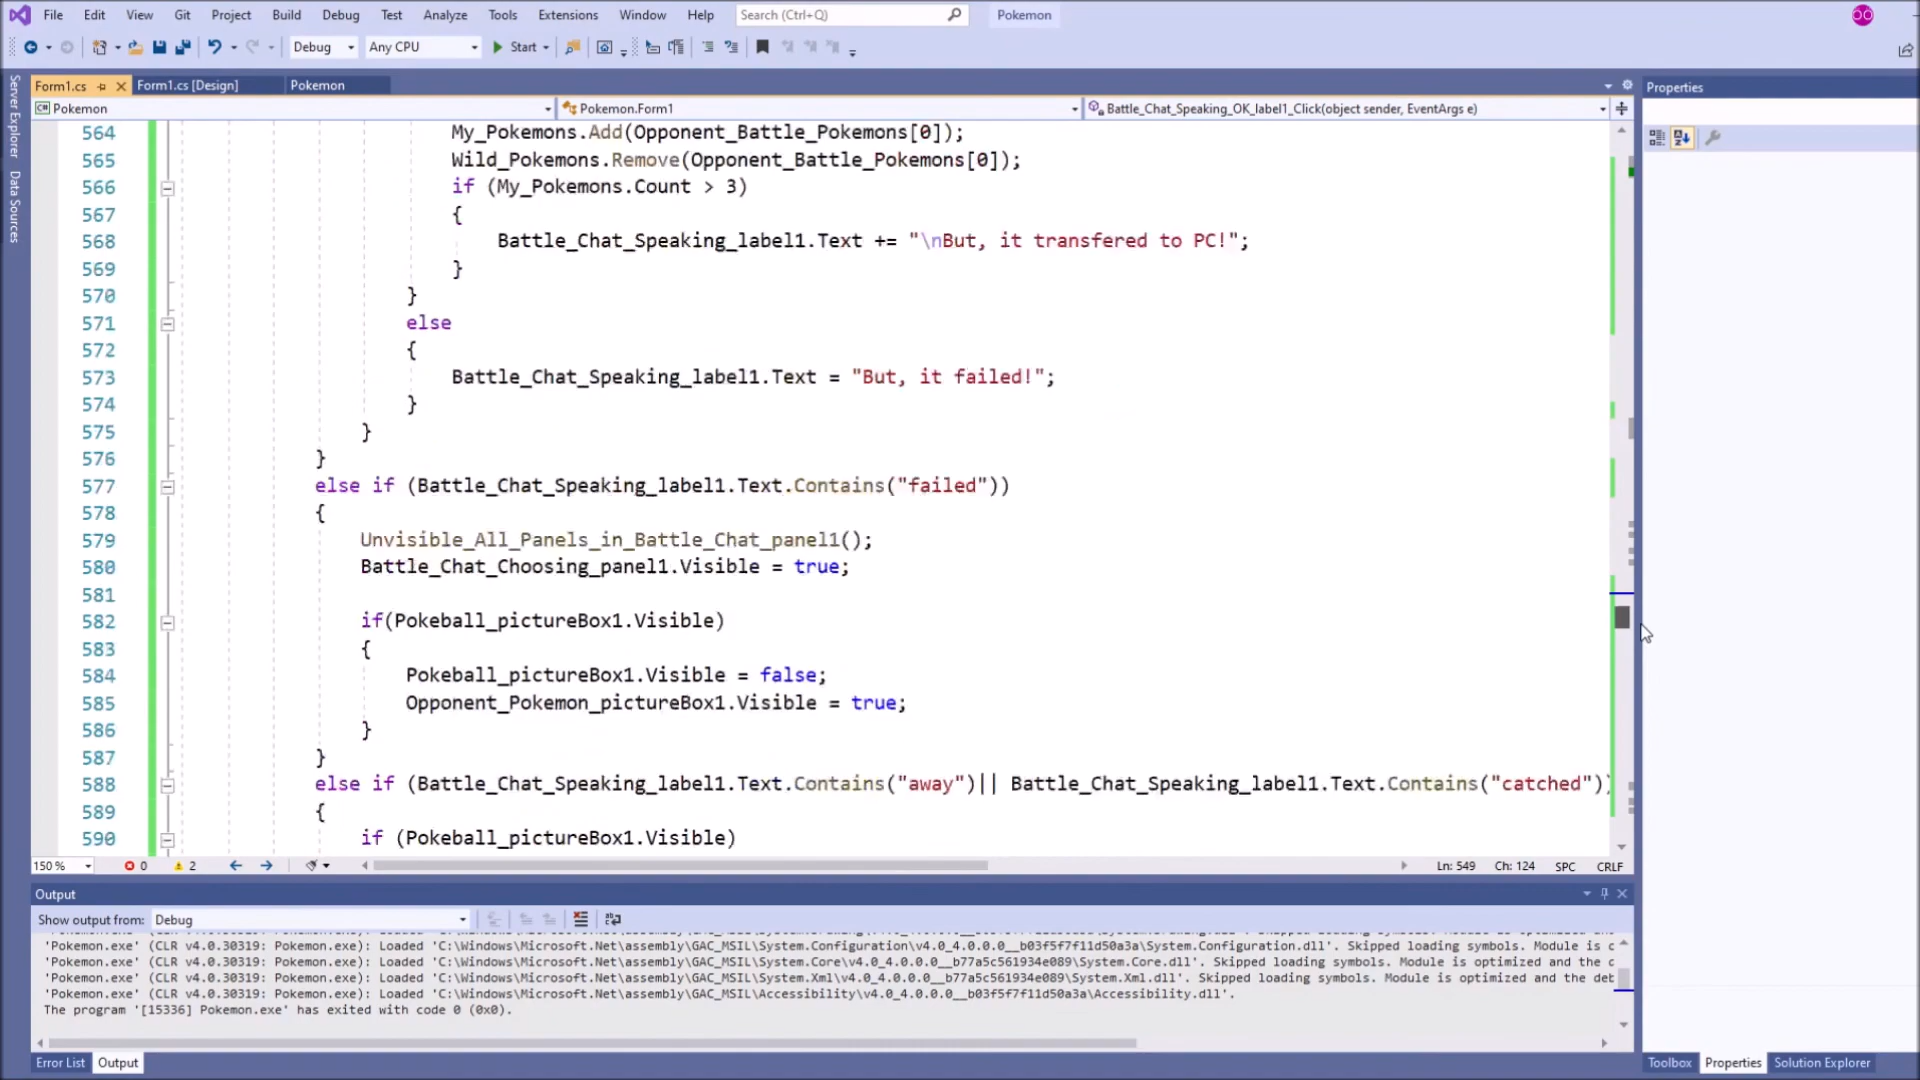 File Edit View Git Project Build Debug Test Analyze Tools Extensions Window Help Search (Ctrl+Q) Pokemon
Debug Any CPU Start
Server Explorer
Data Sources
Form1.cs Form1.cs [Design] Pokemon
Properties
Pokemon Pokemon.Form1 Battle_Chat_Speaking_OK_label1_Click(object sender, EventArgs e)
564 My_Pokemons.Add(Opponent_Battle_Pokemons[0]);
565 Wild_Pokemons.Remove(Opponent_Battle_Pokemons[0]);
566 if (My_Pokemons.Count > 3)
567 {
568 Battle_Chat_Speaking_label1.Text += "\nBut, it transfered to PC!";
569 }
570 }
571 else
572 {
573 Battle_Chat_Speaking_label1.Text = "But, it failed!";
574 }
575 }
576 }
577 else if (Battle_Chat_Speaking_label1.Text.Contains("failed"))
578 {
579 Unvisible_All_Panels_in_Battle_Chat_panel1();
580 Battle_Chat_Choosing_panel1.Visible = true;
581
582 if(Pokeball_pictureBox1.Visible)
583 {
584 Pokeball_pictureBox1.Visible = false;
585 Opponent_Pokemon_pictureBox1.Visible = true;
586 }
587 }
588 else if (Battle_Chat_Speaking_label1.Text.Contains("away")|| Battle_Chat_Speaking_label1.Text.Contains("catched"))
589 {
590 if (Pokeball_pictureBox1.Visible)
150 % 0 2 Ln: 549 Ch: 124 SPC CRLF
Output
Show output from: Debug
'Pokemon.exe' (CLR v4.0.30319: Pokemon.exe): Loaded 'C:\Windows\Microsoft.Net\assembly\GAC_MSIL\System.Configuration\v4.0_4.0.0.0__b03f5f7f11d50a3a\System.Configuration.dll'. Skipped loading symbols. Module is c
'Pokemon.exe' (CLR v4.0.30319: Pokemon.exe): Loaded 'C:\Windows\Microsoft.Net\assembly\GAC_MSIL\System.Core\v4.0_4.0.0.0__b77a5c561934e089\System.Core.dll'. Skipped loading symbols. Module is optimized and the c
'Pokemon.exe' (CLR v4.0.30319: Pokemon.exe): Loaded 'C:\Windows\Microsoft.Net\assembly\GAC_MSIL\System.Xml\v4.0_4.0.0.0__b77a5c561934e089\System.Xml.dll'. Skipped loading symbols. Module is optimized and the deb
'Pokemon.exe' (CLR v4.0.30319: Pokemon.exe): Loaded 'C:\Windows\Microsoft.Net\assembly\GAC_MSIL\Accessibility\v4.0_4.0.0.0__b03f5f7f11d50a3a\Accessibility.dll'.
The program '[15336] Pokemon.exe' has exited with code 0 (0x0).
Error List Output
Toolbox Properties Solution Explorer